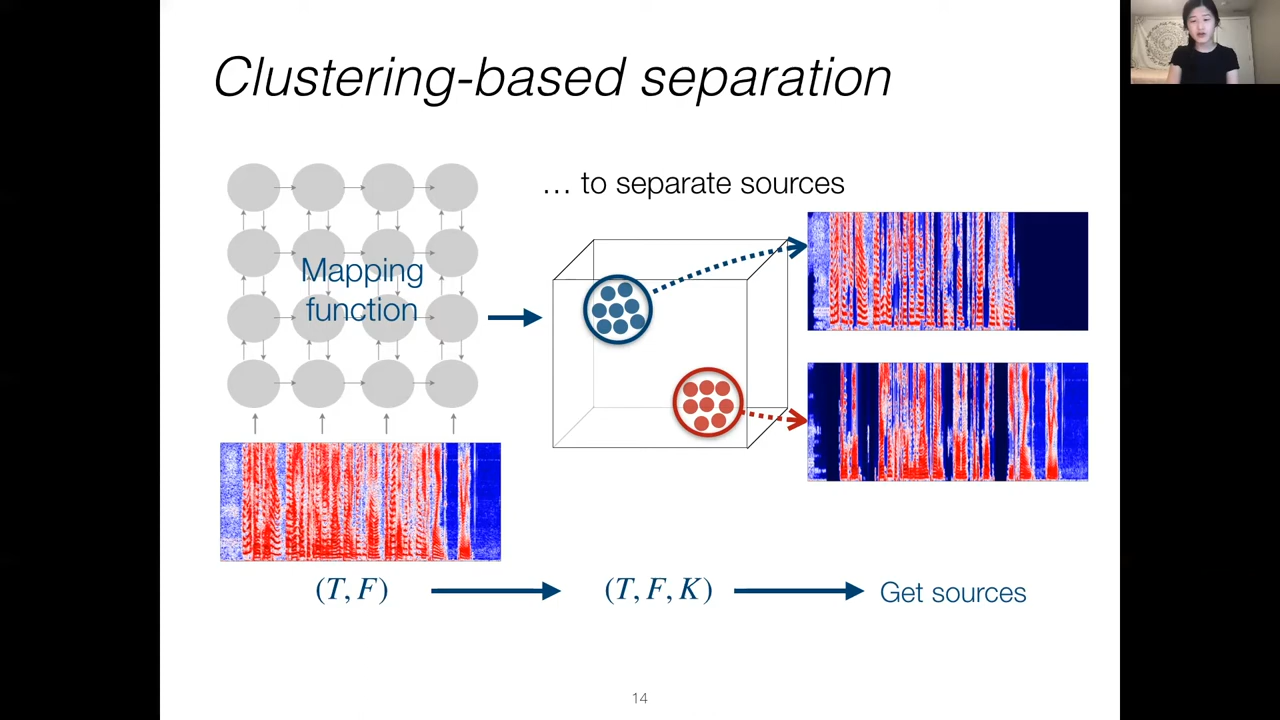 Clustering-based separation
… to separate sources
Mapping
function
(T, F)
(T, F, K)
Get sources
14